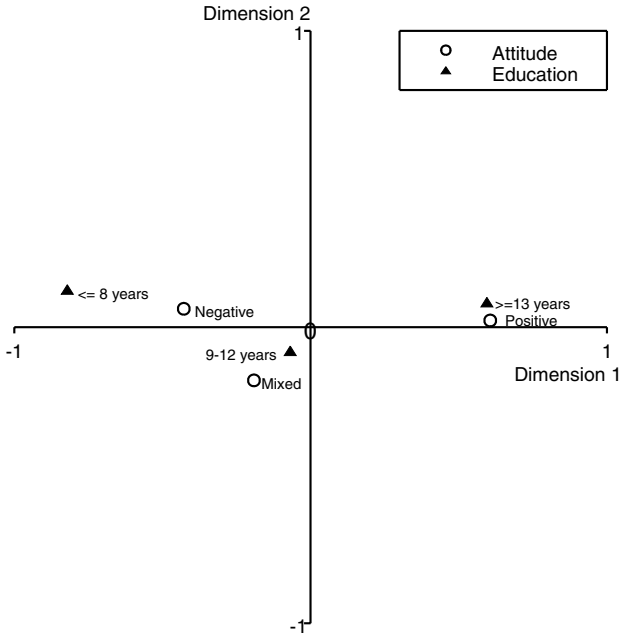 Dimension 2
1
Attitude
Education
<= 8 years
Negative
>=13 years
Positive
0
-1
1
9-12 years
Dimension 1
Mixed
-1